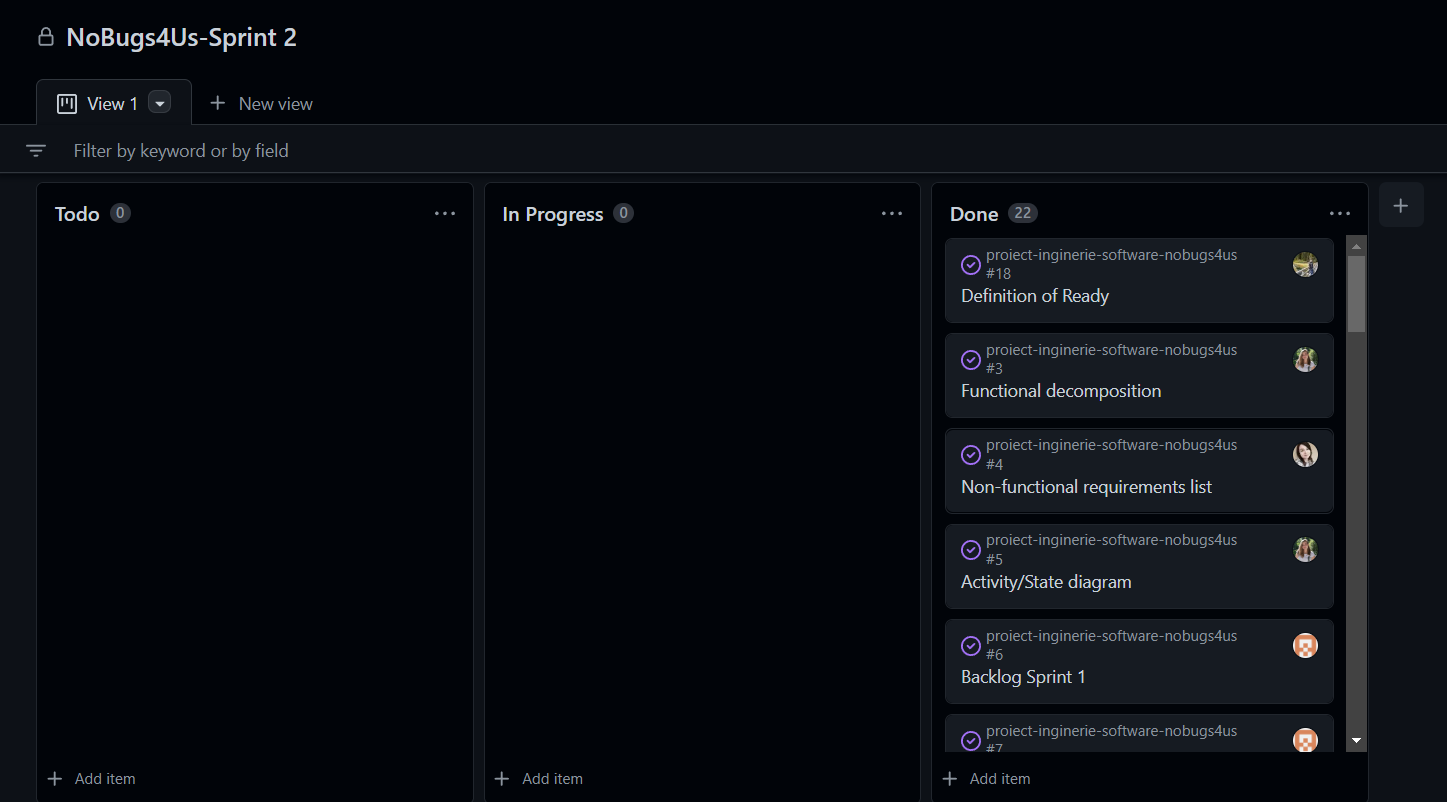 NoBugs4Us-Sprint 2
View 1
New view
Filter by keyword or by field
Todo 0
Add item
In Progress 0
Add item
Done 22
proiect-inginerie-software-nobugs4us
#18
Definition of Ready
proiect-inginerie-software-nobugs4us
#3
Functional decomposition
proiect-inginerie-software-nobugs4us
#4
Non-functional requirements list
proiect-inginerie-software-nobugs4us
#5
Activity/State diagram
proiect-inginerie-software-nobugs4us
#6
Backlog Sprint 1
proiect-inginerie-software-nobugs4us
#7
Add item